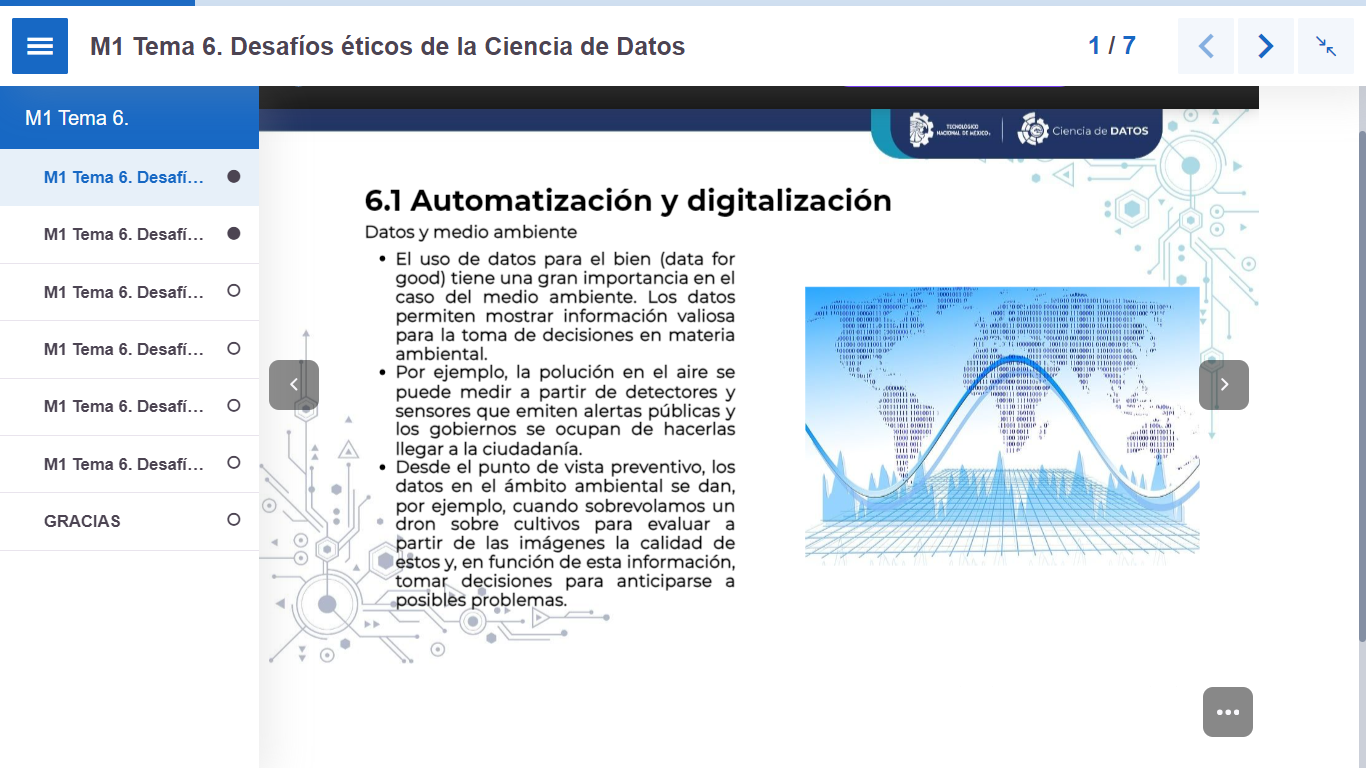 M1 Tema 6. Desafíos éticos de la Ciencia de Datos
1 / 7
M1 Tema 6.
M1 Tema 6. Desafí...
M1 Tema 6. Desafí...
M1 Tema 6. Desafí...
M1 Tema 6. Desafí...
M1 Tema 6. Desafí...
M1 Tema 6. Desafí...
GRACIAS
TECNOLÓGICO
NACIONAL DE MÉXICO
Ciencia de DATOS
6.1 Automatización y digitalización
Datos y medio ambiente
• El uso de datos para el bien (data for
good) tiene una gran importancia en el
caso del medio ambiente. Los datos
permiten mostrar información valiosa
para la toma de decisiones en materia
ambiental.
• Por ejemplo, la polución en el aire se
puede medir a partir de detectores y
sensores que emiten alertas públicas y
los gobiernos se ocupan de hacerlas
llegar a la ciudadanía.
• Desde el punto de vista preventivo, los
datos en el ámbito ambiental se dan,
por ejemplo, cuando sobrevolamos un
dron sobre cultivos para evaluar a
partir de las imágenes la calidad de
estos y, en función de esta información,
tomar decisiones para anticiparse a
posibles problemas.